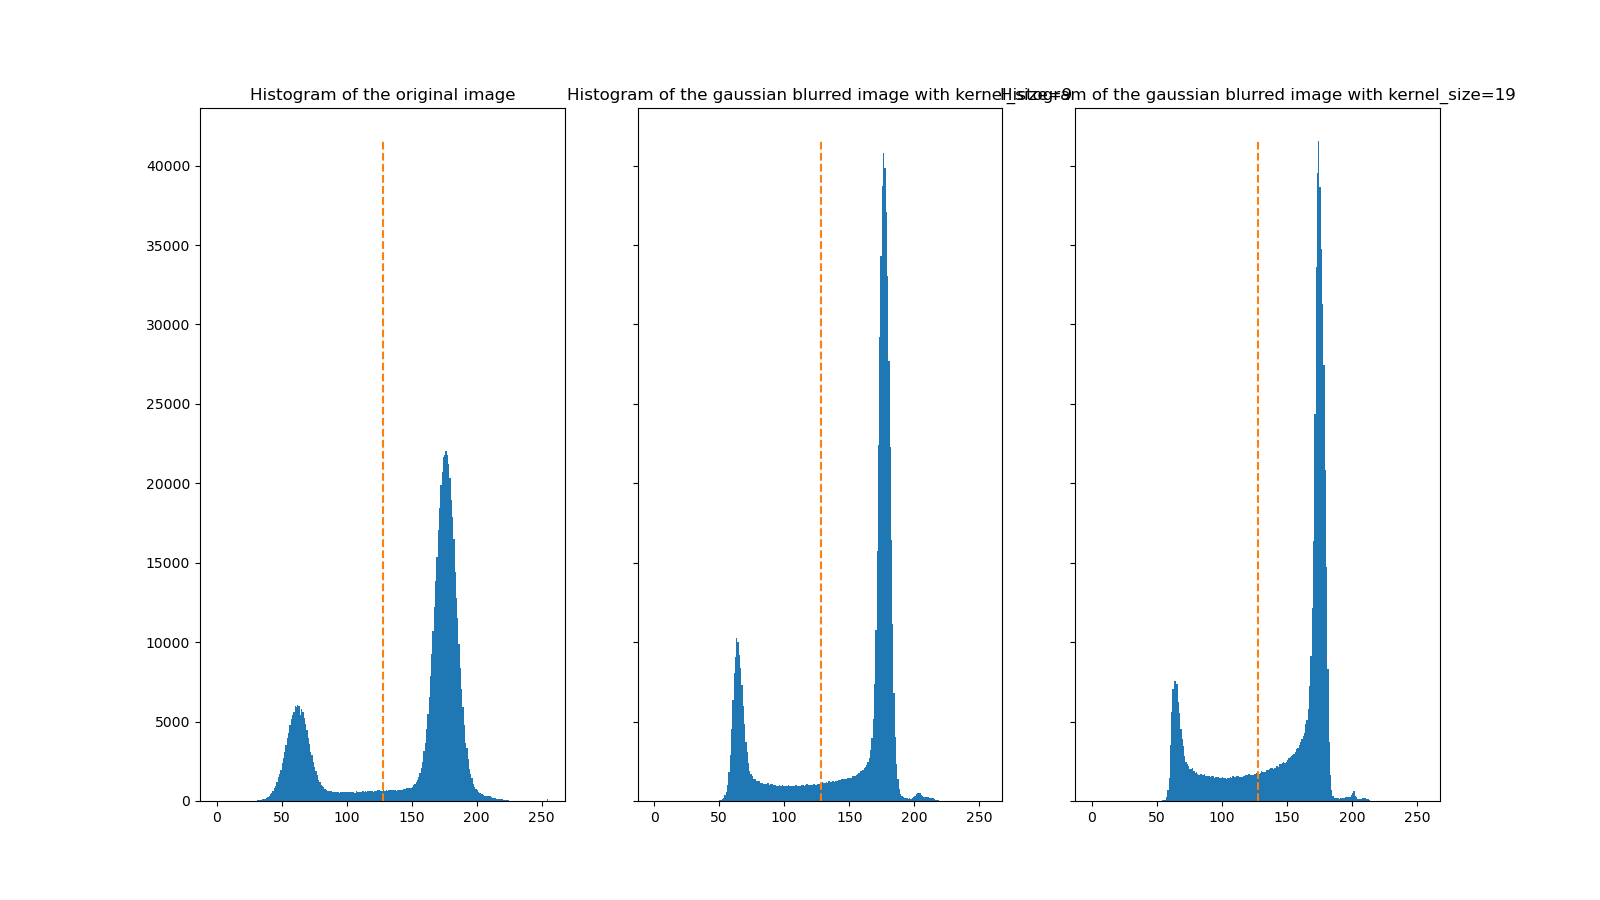 Histogram of the original image
Histogram of the gaussian blurred image with kernel_size=9
Histogram of the gaussian blurred image with kernel_size=19
40000
35000
30000
25000
20000
15000
10000
5000
0
0 50 100 150 200 250
0 50 100 150 200 250
0 50 100 150 200 250